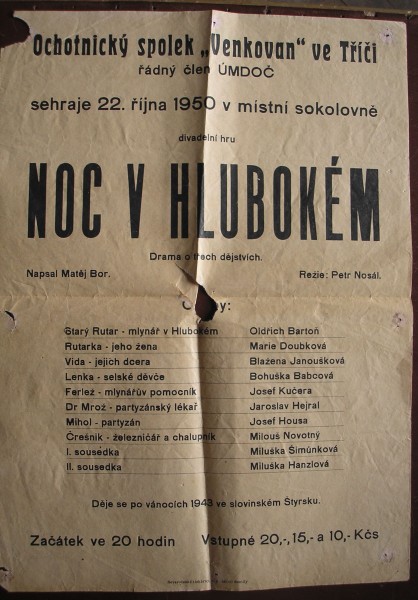 Ochotnický spolek „Venkovan" ve Tříči
řádný člen ÚMDOČ
sehraje 22. října 1950 v místní sokolovně
divadelní hru
NOC V HLUBOKÉM
Drama o třech dějstvích.
Napsal Matěj Bor. Režie: Petr Nosál.
Starý Rutar - mlynář v Hlubokém Oldřich Bartoň
Rutarka - jeho žena Marie Doubková
Vida - jejich dcera Blažena Janoušková
Lenka - selské děvče Bohuška Babcová
Ferlez - mlynářův pomocník Josef Kučera
Dr Mrož - partyzánský lékař Jaroslav Hejral
Mihol - partyzán Josef Housa
Črešnik - železničář a chalupník Milouš Novotný
I. sousedka Miluška Šimůnková
II. sousedka Miluška Hanzlová
Děje se po vánocích 1943 ve slovinském Štyrsku.
Začátek ve 20 hodin Vstupné 20,-, 15,- a 10,- Kčs